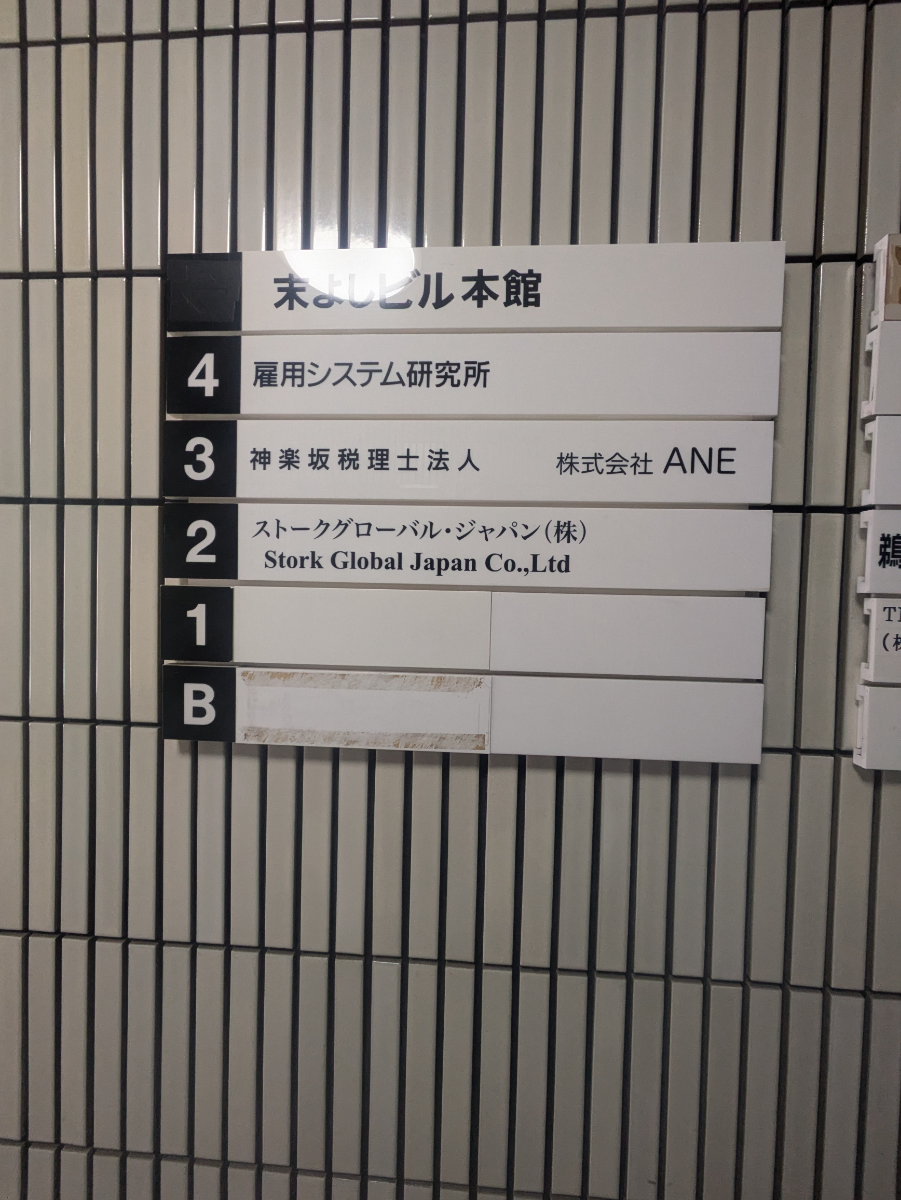 末よしビル本館
4 雇用システム研究所
3 神楽坂税理士法人 株式会社 ANE
2 ストークグローバル・ジャパン(株)
Stork Global Japan Co.,Ltd
1
B
鵜
T
(株